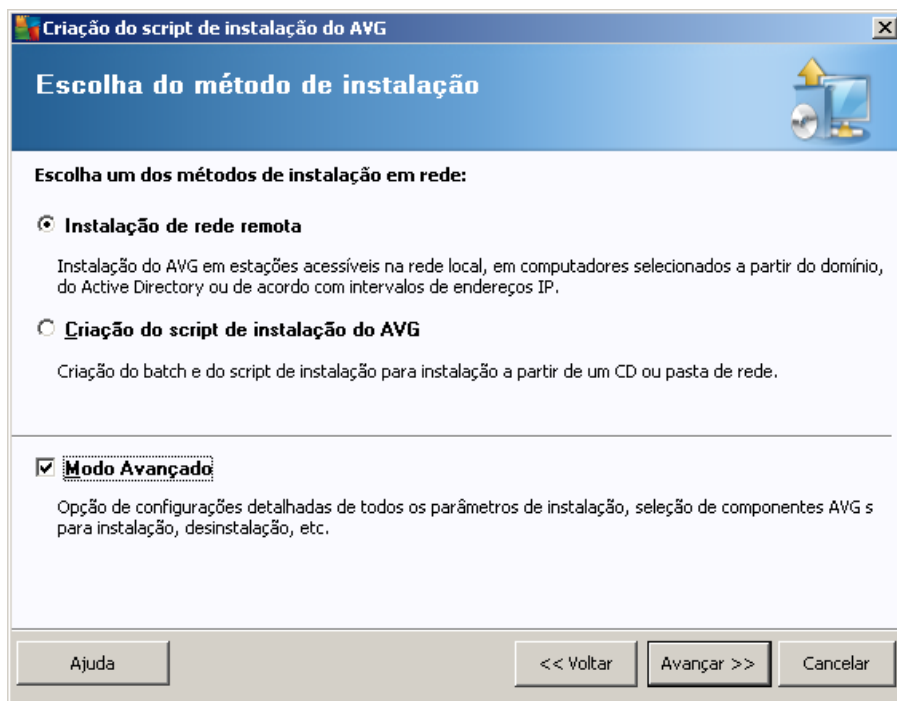 Criação do script de instalação do AVG
Escolha do método de instalação
Escolha um dos métodos de instalação em rede:
Instalação de rede remota
Instalação do AVG em estações acessíveis na rede local, em computadores selecionados a partir do domínio,
do Active Directory ou de acordo com intervalos de endereços IP.
Criação do script de instalação do AVG
Criação do batch e do script de instalação para instalação a partir de um CD ou pasta de rede.
Modo Avançado
Opção de configurações detalhadas de todos os parâmetros de instalação, seleção de componentes AVG s
para instalação, desinstalação, etc.
Ajuda
<< Voltar
Avançar >>
Cancelar